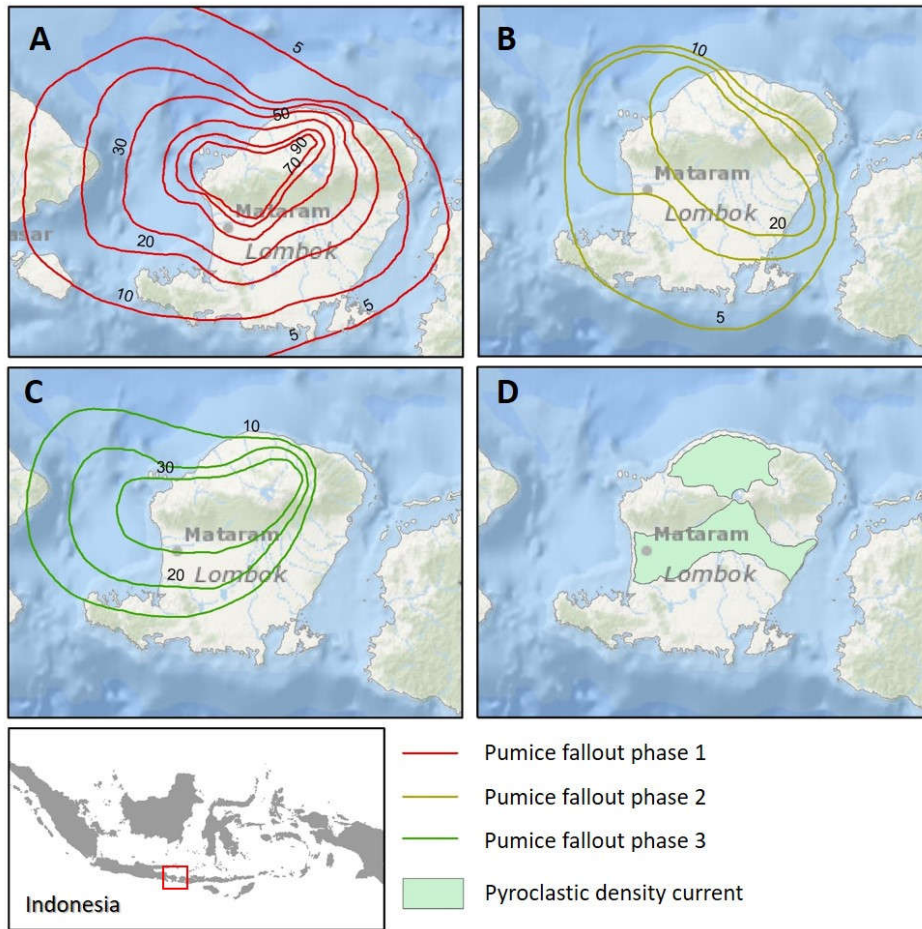 A
5
50
30
90
70
Mataram
asar
Lombok
20
10
5
5
B
10
Mataram
Lombok
20
5
C
10
30
Mataram
20
Lombok
D
Mataram
Lombok
Indonesia
Pumice fallout phase 1
Pumice fallout phase 2
Pumice fallout phase 3
Pyroclastic density current